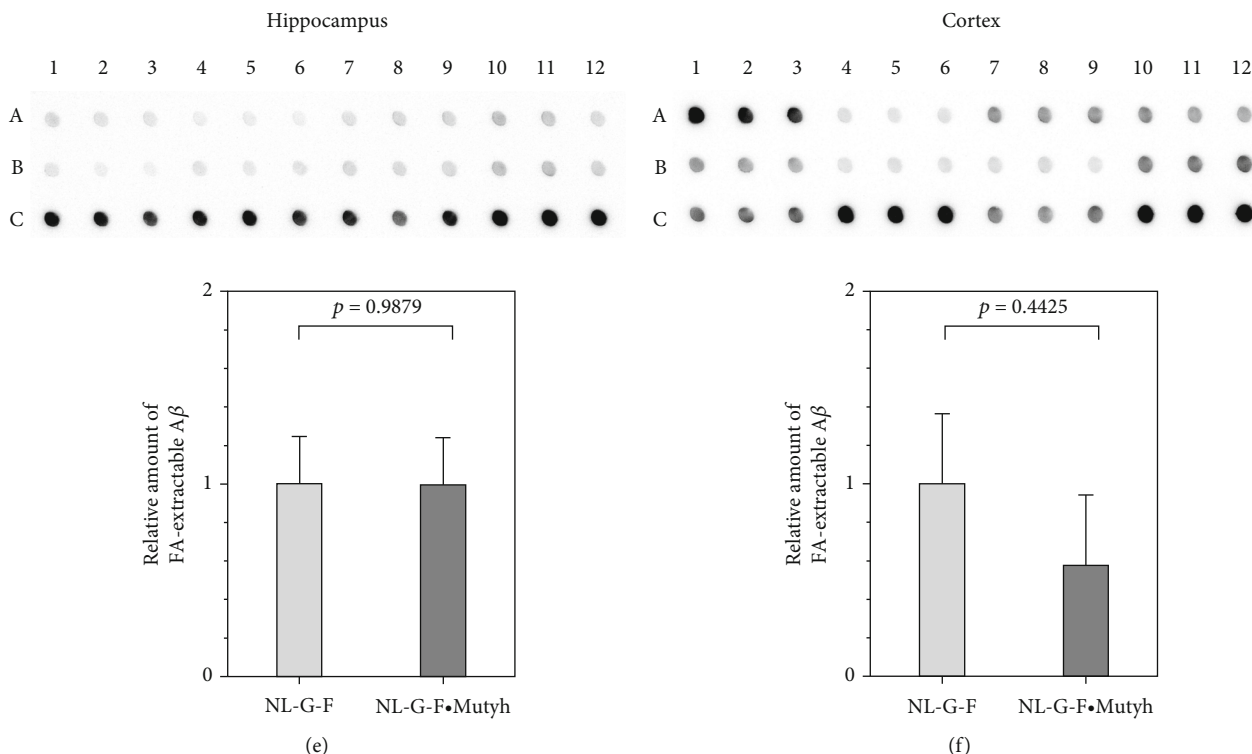 Hippocampus
1 2 3 4 5 6 7 8 9 10 11 12
A
B
C
2
p = 0.9879
Relative amount of
FA-extractable Aβ
1
0
NL-G-F NL-G-F•Mutyh
(e)
Cortex
1 2 3 4 5 6 7 8 9 10 11 12
A
B
C
2
p = 0.4425
Relative amount of
FA-extractable Aβ
1
0
NL-G-F NL-G-F•Mutyh
(f)